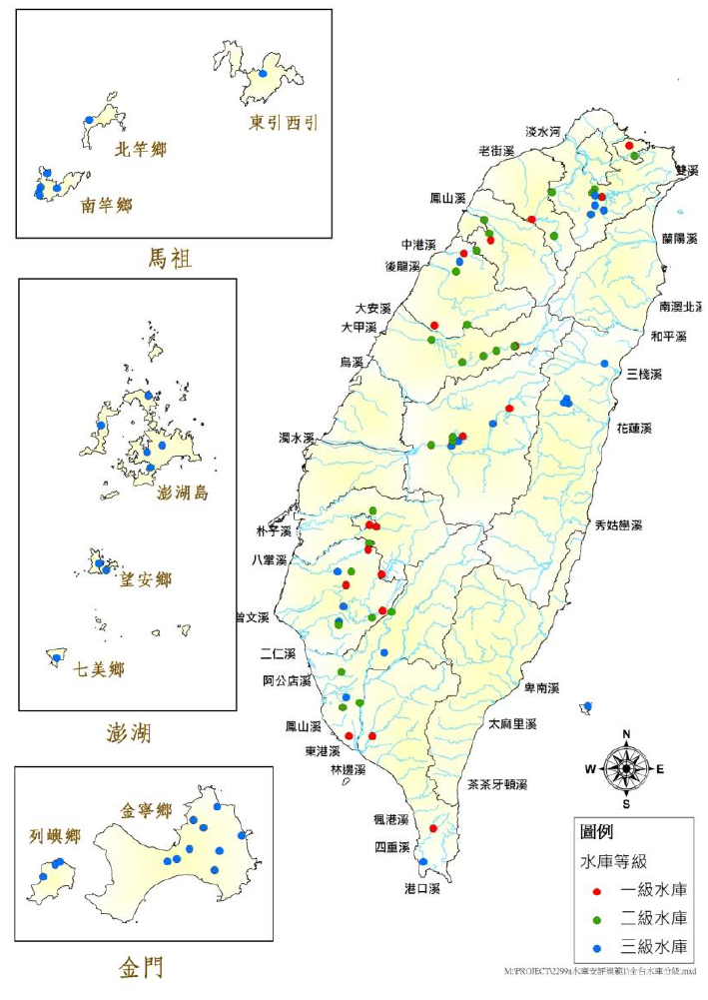 東引西引
北竿鄉
南竿鄉
馬祖
澎湖島
望安鄉
七美鄉
澎湖
金寧鄉
列嶼鄉
金門
淡水河
老街溪
雙溪
鳳山溪
蘭陽溪
中港溪
後龍溪
大安溪
南澳北溪
大甲溪
和平溪
烏溪
三棧溪
花蓮溪
濁水溪
秀姑巒溪
朴子溪
八掌溪
曾文溪
二仁溪
阿公店溪
卑南溪
鳳山溪
太麻里溪
東港溪
林邊溪
茶茶牙頓溪
楓港溪
四重溪
港口溪
N
W
E
S
圖例
水庫等級
一級水庫
二級水庫
三級水庫